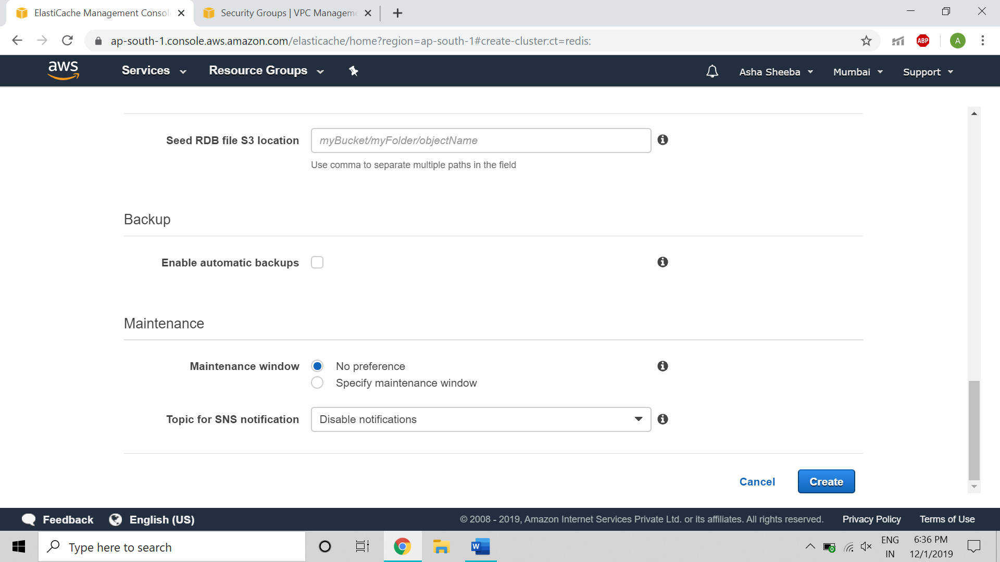 ElastiCache Management Consol
Security Groups | VPC Manageme
ap-south-1.console.aws.amazon.com/elasticache/home?region=ap-south-1#create-cluster:ct=redis:
ABP
A
aws
Services
Resource Groups
Asha Sheeba
Mumbai
Support
Seed RDB file S3 location
myBucket/myFolder/objectName
Use comma to separate multiple paths in the field
Backup
Enable automatic backups
Maintenance
Maintenance window
No preference
Specify maintenance window
Topic for SNS notification
Disable notifications
Cancel
Create
Feedback
English (US)
© 2008 - 2019, Amazon Internet Services Private Ltd. or its affiliates. All rights reserved.
Privacy Policy
Terms of Use
Type here to search
W
ENG
IN
6:36 PM
12/1/2019